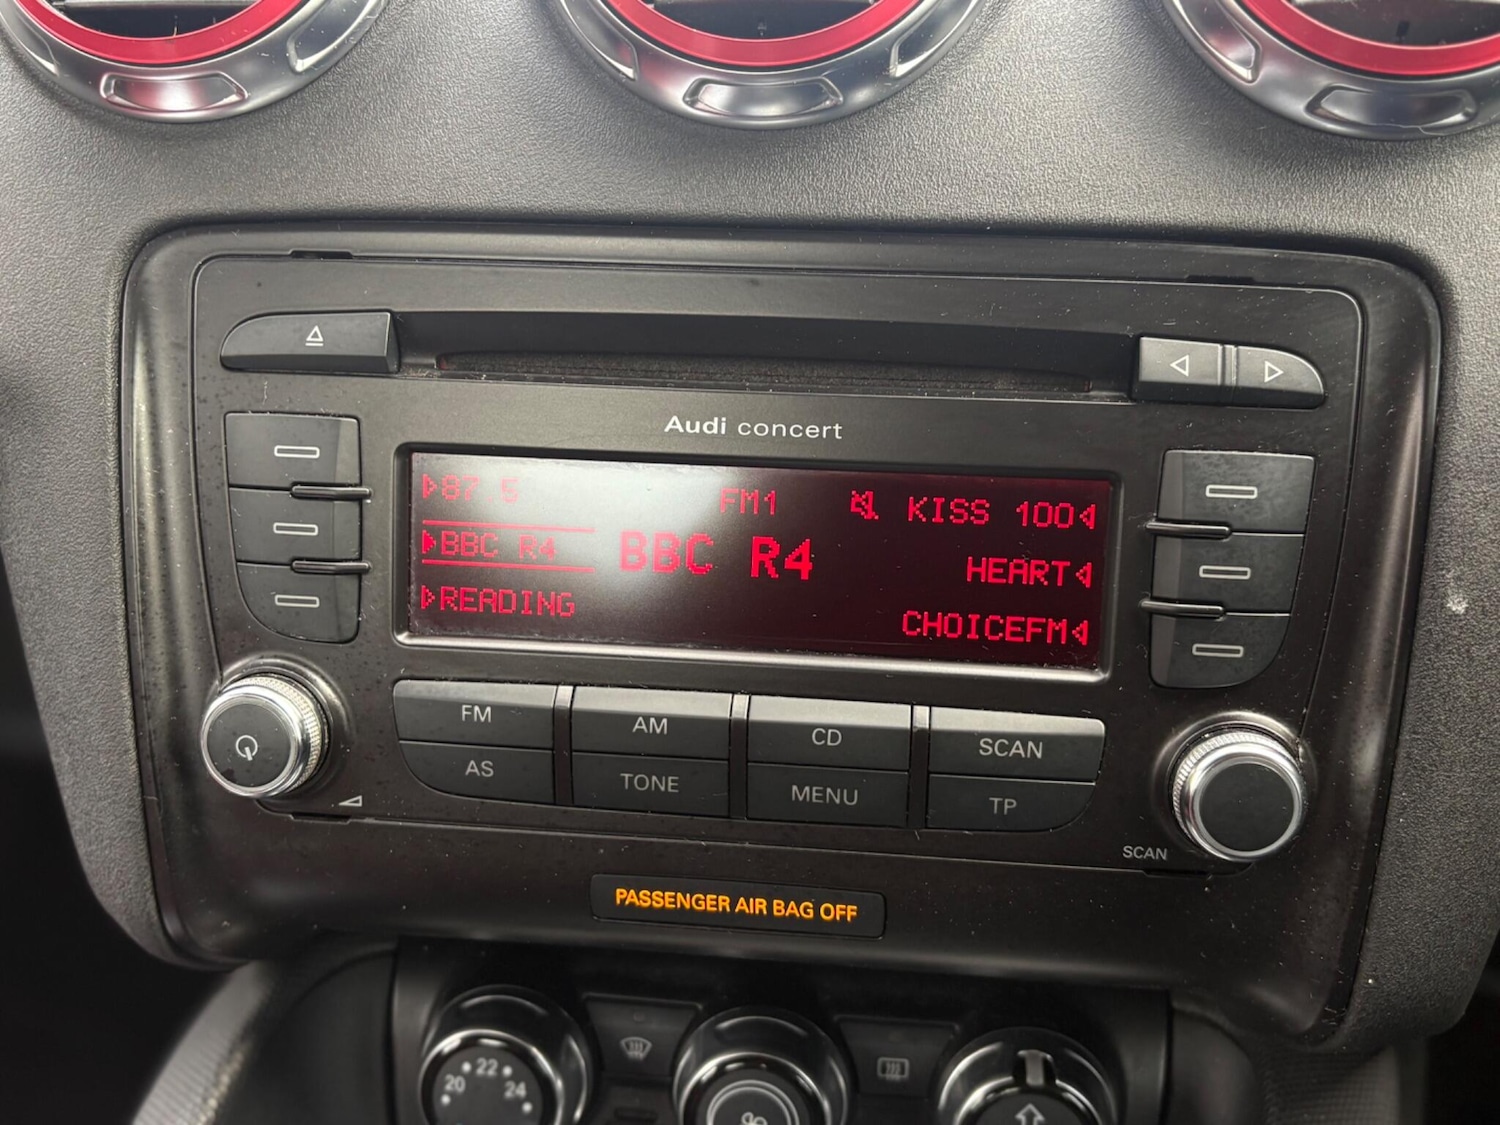 Audi concert
87.5 FM1 KISS 100
BBC R4 BBC R4 HEART
READING CHOICEFM
FM AM CD SCAN
AS TONE MENU TP
SCAN
PASSENGER AIR BAG OFF
20 22 24